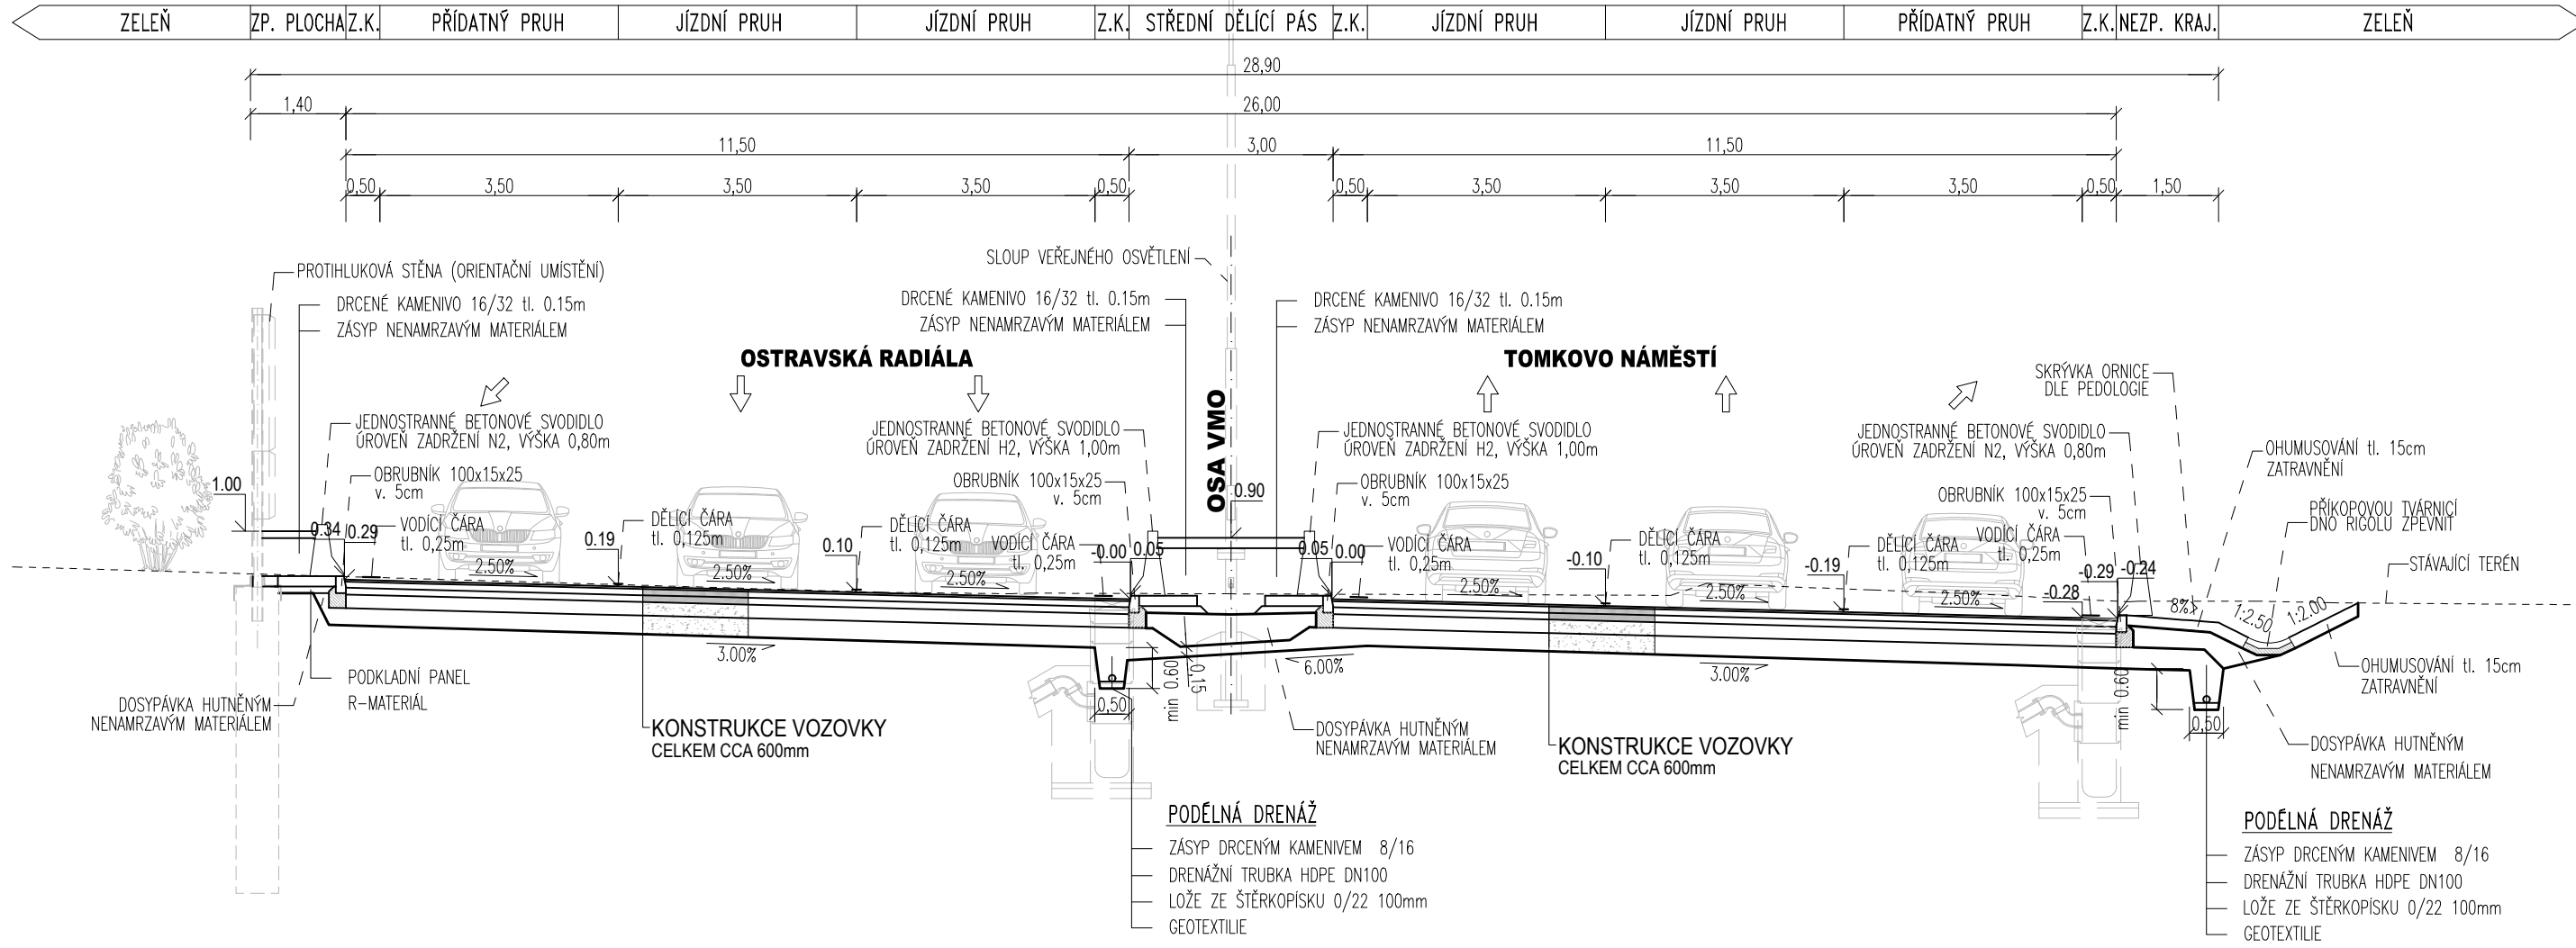 ZELEŇ
ZP. PLOCHA
Z.K.
PŘÍDATNÝ PRUH
JÍZDNÍ PRUH
JÍZDNÍ PRUH
Z.K.
STŘEDNÍ DĚLÍCÍ PÁS
Z.K.
JÍZDNÍ PRUH
JÍZDNÍ PRUH
PŘÍDATNÝ PRUH
Z.K.
NEZP. KRAJ.
ZELEŇ
28,90
1,40
26,00
11,50
3,00
11,50
0,50
3,50
3,50
3,50
0,50
0,50
3,50
3,50
3,50
0,50
1,50
PROTIHLUKOVÁ STĚNA (ORIENTAČNÍ UMÍSTĚNÍ)
DRCENÉ KAMENIVO 16/32 tl. 0.15m
ZÁSYP NENAMRZAVÝM MATERIÁLEM
SLOUP VEŘEJNÉHO OSVĚTLENÍ
DRCENÉ KAMENIVO 16/32 tl. 0.15m
ZÁSYP NENAMRZAVÝM MATERIÁLEM
DRCENÉ KAMENIVO 16/32 tl. 0.15m
ZÁSYP NENAMRZAVÝM MATERIÁLEM
OSTRAVSKÁ RADIÁLA
TOMKOVO NÁMĚSTÍ
OSA VMO
SKRÝVKA ORNICE
DLE PEDOLOGIE
JEDNOSTRANNÉ BETONOVÉ SVODIDLO
ÚROVEŇ ZADRŽENÍ N2, VÝŠKA 0,80m
JEDNOSTRANNÉ BETONOVÉ SVODIDLO
ÚROVEŇ ZADRŽENÍ H2, VÝŠKA 1,00m
JEDNOSTRANNÉ BETONOVÉ SVODIDLO
ÚROVEŇ ZADRŽENÍ H2, VÝŠKA 1,00m
JEDNOSTRANNÉ BETONOVÉ SVODIDLO
ÚROVEŇ ZADRŽENÍ N2, VÝŠKA 0,80m
OHUMUSOVÁNÍ tl. 15cm
ZATRAVNĚNÍ
OBRUBNÍK 100x15x25
v. 5cm
OBRUBNÍK 100x15x25
v. 5cm
OBRUBNÍK 100x15x25
v. 5cm
OBRUBNÍK 100x15x25
v. 5cm
PŘÍKOPOVOU TVÁRNICÍ
DNO RIGOLU ZPEVNIT
1.00
0.34
0.29
VODÍCÍ ČÁRA
tl. 0,25m
0.19
DĚLÍCÍ ČÁRA
tl. 0,125m
0.10
DĚLÍCÍ ČÁRA
tl. 0,125m
VODÍCÍ ČÁRA
tl. 0,25m
-0.00
0.05
0.90
0.05
0.00
VODÍCÍ ČÁRA
tl. 0,25m
-0.10
DĚLÍCÍ ČÁRA
tl. 0,125m
-0.19
DĚLÍCÍ ČÁRA
tl. 0,125m
VODÍCÍ ČÁRA
tl. 0,25m
-0.28
-0.29
-0.24
STÁVAJÍCÍ TERÉN
2.50%
2.50%
2.50%
2.50%
2.50%
2.50%
8%
1:2.50
1:2.00
3.00%
6.00%
3.00%
0,15
min 0.60
0,50
min 0.60
0,50
PODKLADNÍ PANEL
R-MATERIÁL
DOSYPÁVKA HUTNĚNÝM
NENAMRZAVÝM MATERIÁLEM
KONSTRUKCE VOZOVKY
CELKEM CCA 600mm
DOSYPÁVKA HUTNĚNÝM
NENAMRZAVÝM MATERIÁLEM
KONSTRUKCE VOZOVKY
CELKEM CCA 600mm
OHUMUSOVÁNÍ tl. 15cm
ZATRAVNĚNÍ
DOSYPÁVKA HUTNĚNÝM
NENAMRZAVÝM MATERIÁLEM
PODÉLNÁ DRENÁŽ
ZÁSYP DRCENÝM KAMENIVEM 8/16
DRENÁŽNÍ TRUBKA HDPE DN100
LOŽE ZE ŠTĚRKOPÍSKU 0/22 100mm
GEOTEXTILIE
PODÉLNÁ DRENÁŽ
ZÁSYP DRCENÝM KAMENIVEM 8/16
DRENÁŽNÍ TRUBKA HDPE DN100
LOŽE ZE ŠTĚRKOPÍSKU 0/22 100mm
GEOTEXTILIE